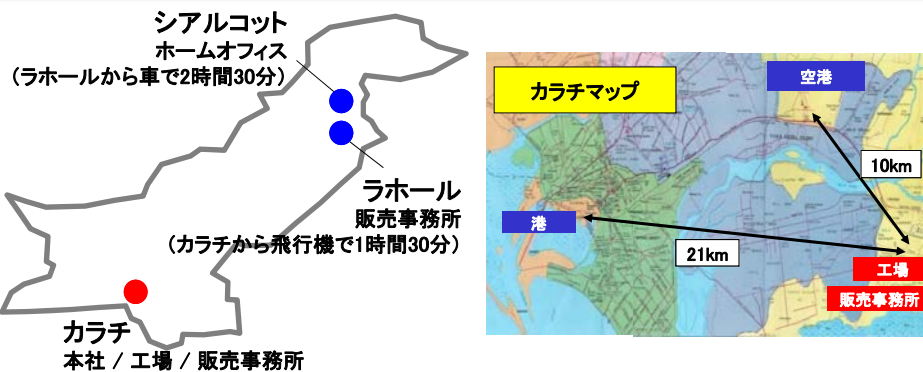 シアルコット
ホームオフィス
（ラホールから車で2時間30分）
ラホール
販売事務所
（カラチから飛行機で1時間30分）
カラチ
本社 / 工場 / 販売事務所
カラチマップ
空港
10km
港
21km
工場
販売事務所